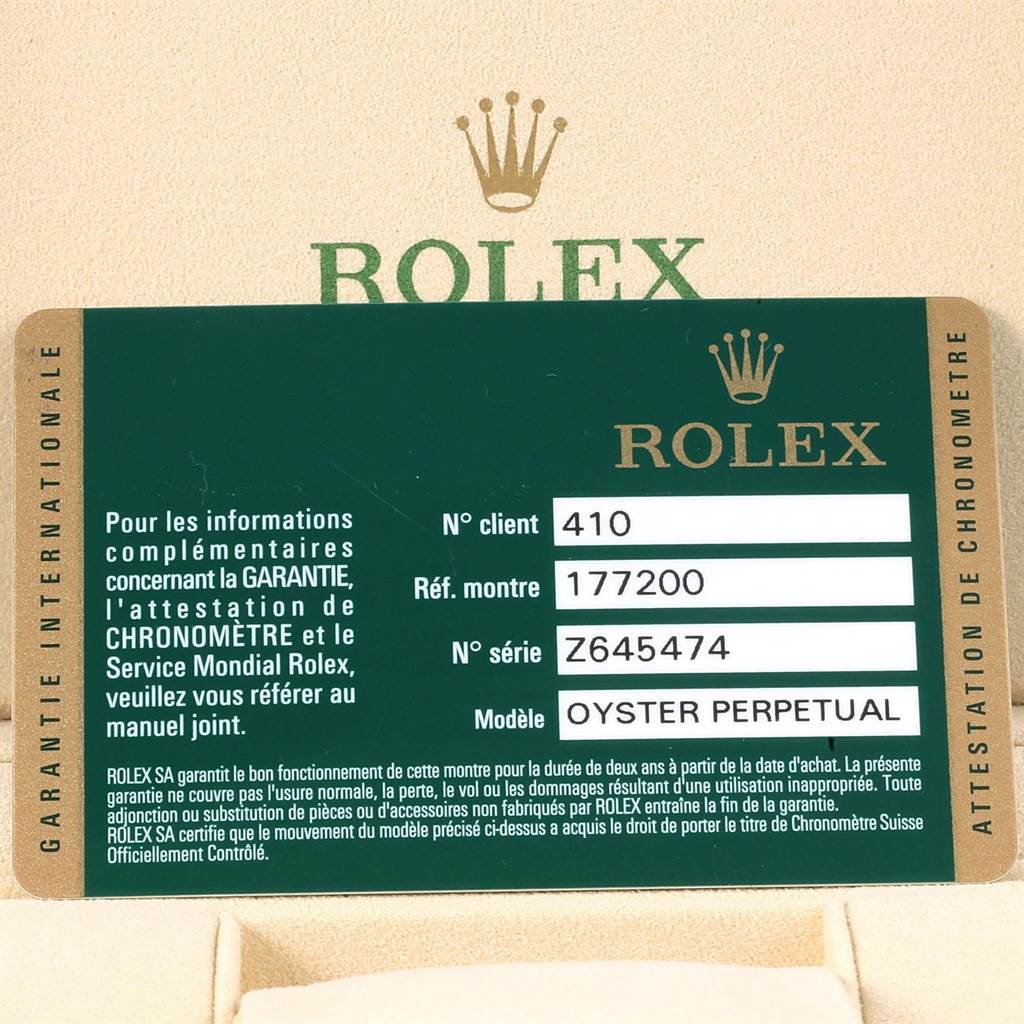 ROLEX
ROLEX
GARANTIE INTERNATIONALE
Pour les informations
complémentaires
concernant la GARANTIE,
l'attestation de
CHRONOMÈTRE et le
Service Mondial Rolex,
veuillez vous référer au
manuel joint.
N° client 410
Réf. montre 177200
N° série Z645474
Modèle OYSTER PERPETUAL
ROLEX SA garantit le bon fonctionnement de cette montre pour la durée de deux ans à partir de la date d'achat. La présente
garantie ne couvre pas l'usure normale, la perte, le vol ou les dommages résultant d'une utilisation inappropriée. Toute
adjonction ou substitution de pièces ou d'accessoires non fabriqués par ROLEX entraîne la fin de la garantie.
ROLEX SA certifie que le mouvement du modèle précisé ci-dessus a acquis le droit de porter le titre de Chronomètre Suisse
Officiellement Contrôlé.
ATTESTATION DE CHRONOMETRE